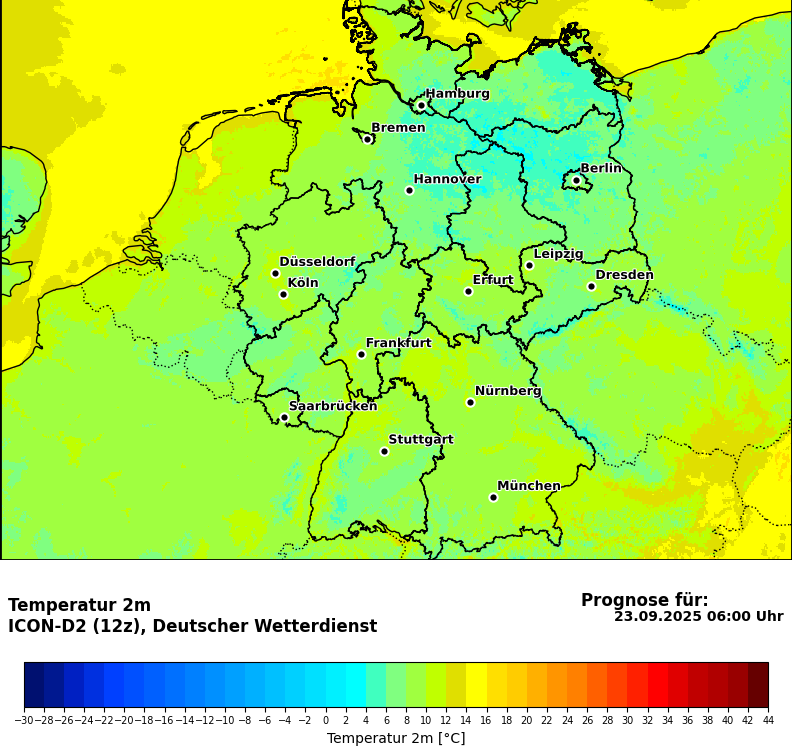 Hamburg
Bremen
Berlin
Hannover
Leipzig
Düsseldorf
Dresden
Köln
Erfurt
Frankfurt
Nürnberg
Saarbrücken
Stuttgart
München
Temperatur 2m
Prognose für:
ICON-D2 (12z), Deutscher Wetterdienst
23.09.2025 06:00 Uhr
−30 −28 −26 −24 −22 −20 −18 −16 −14 −12 −10 −8 −6 −4 −2 0 2 4 6 8 10 12 14 16 18 20 22 24 26 28 30 32 34 36 38 40 42 44
Temperatur 2m [°C]